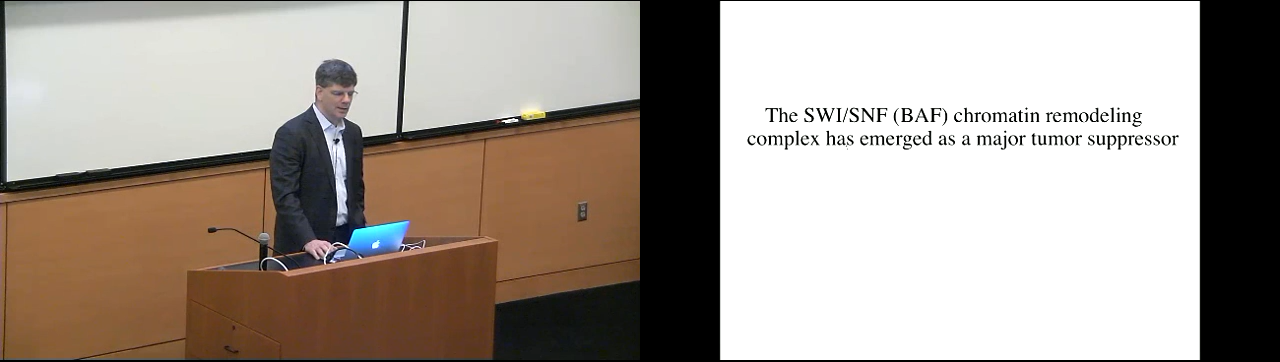 The SWI/SNF (BAF) chromatin remodeling
complex has emerged as a major tumor suppressor